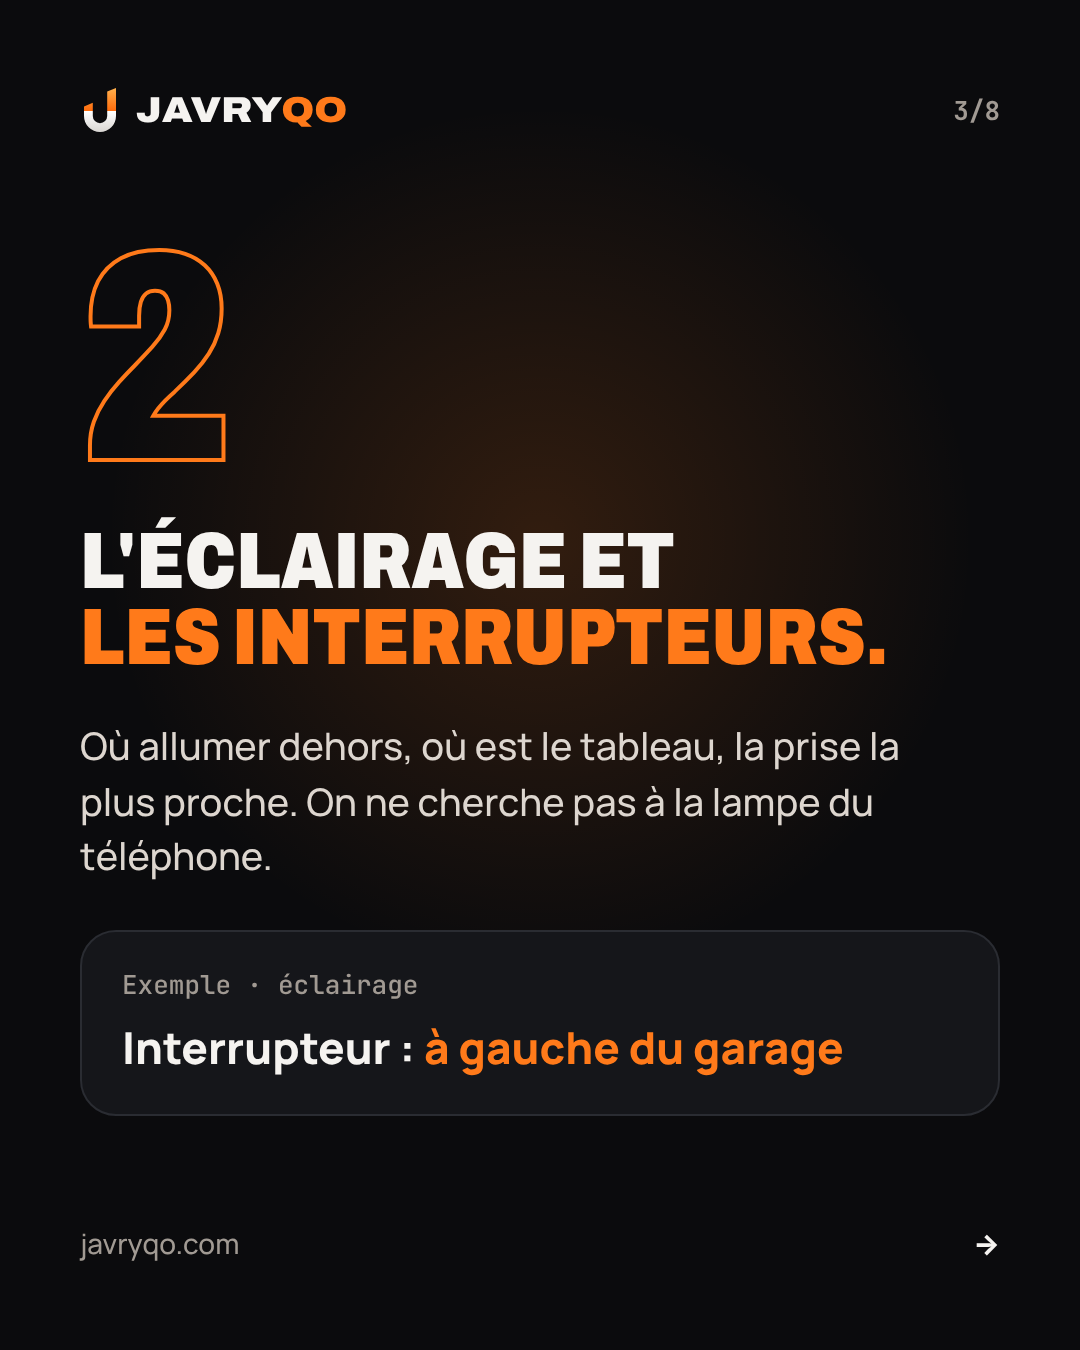 JAVRYQO
3/8
2
L'ÉCLAIRAGE ET
LES INTERRUPTEURS.
Où allumer dehors, où est le tableau, la prise la
plus proche. On ne cherche pas à la lampe du
téléphone.
Exemple · éclairage
Interrupteur : à gauche du garage
javryqo.com →